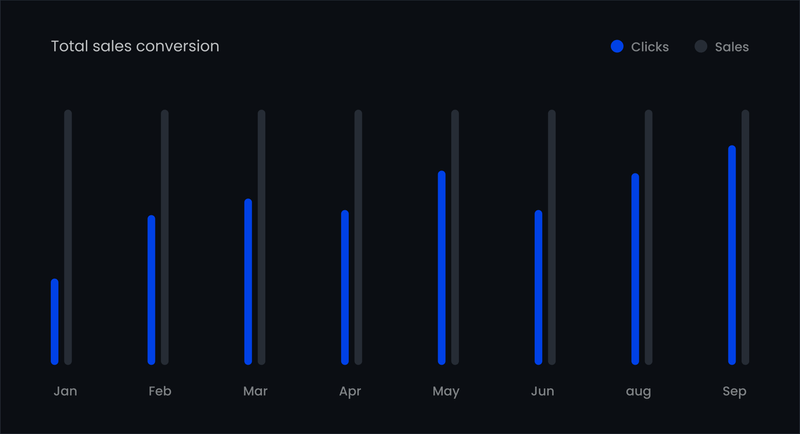 Total sales conversion
Clicks
Sales
Jan
Feb
Mar
Apr
May
Jun
aug
Sep